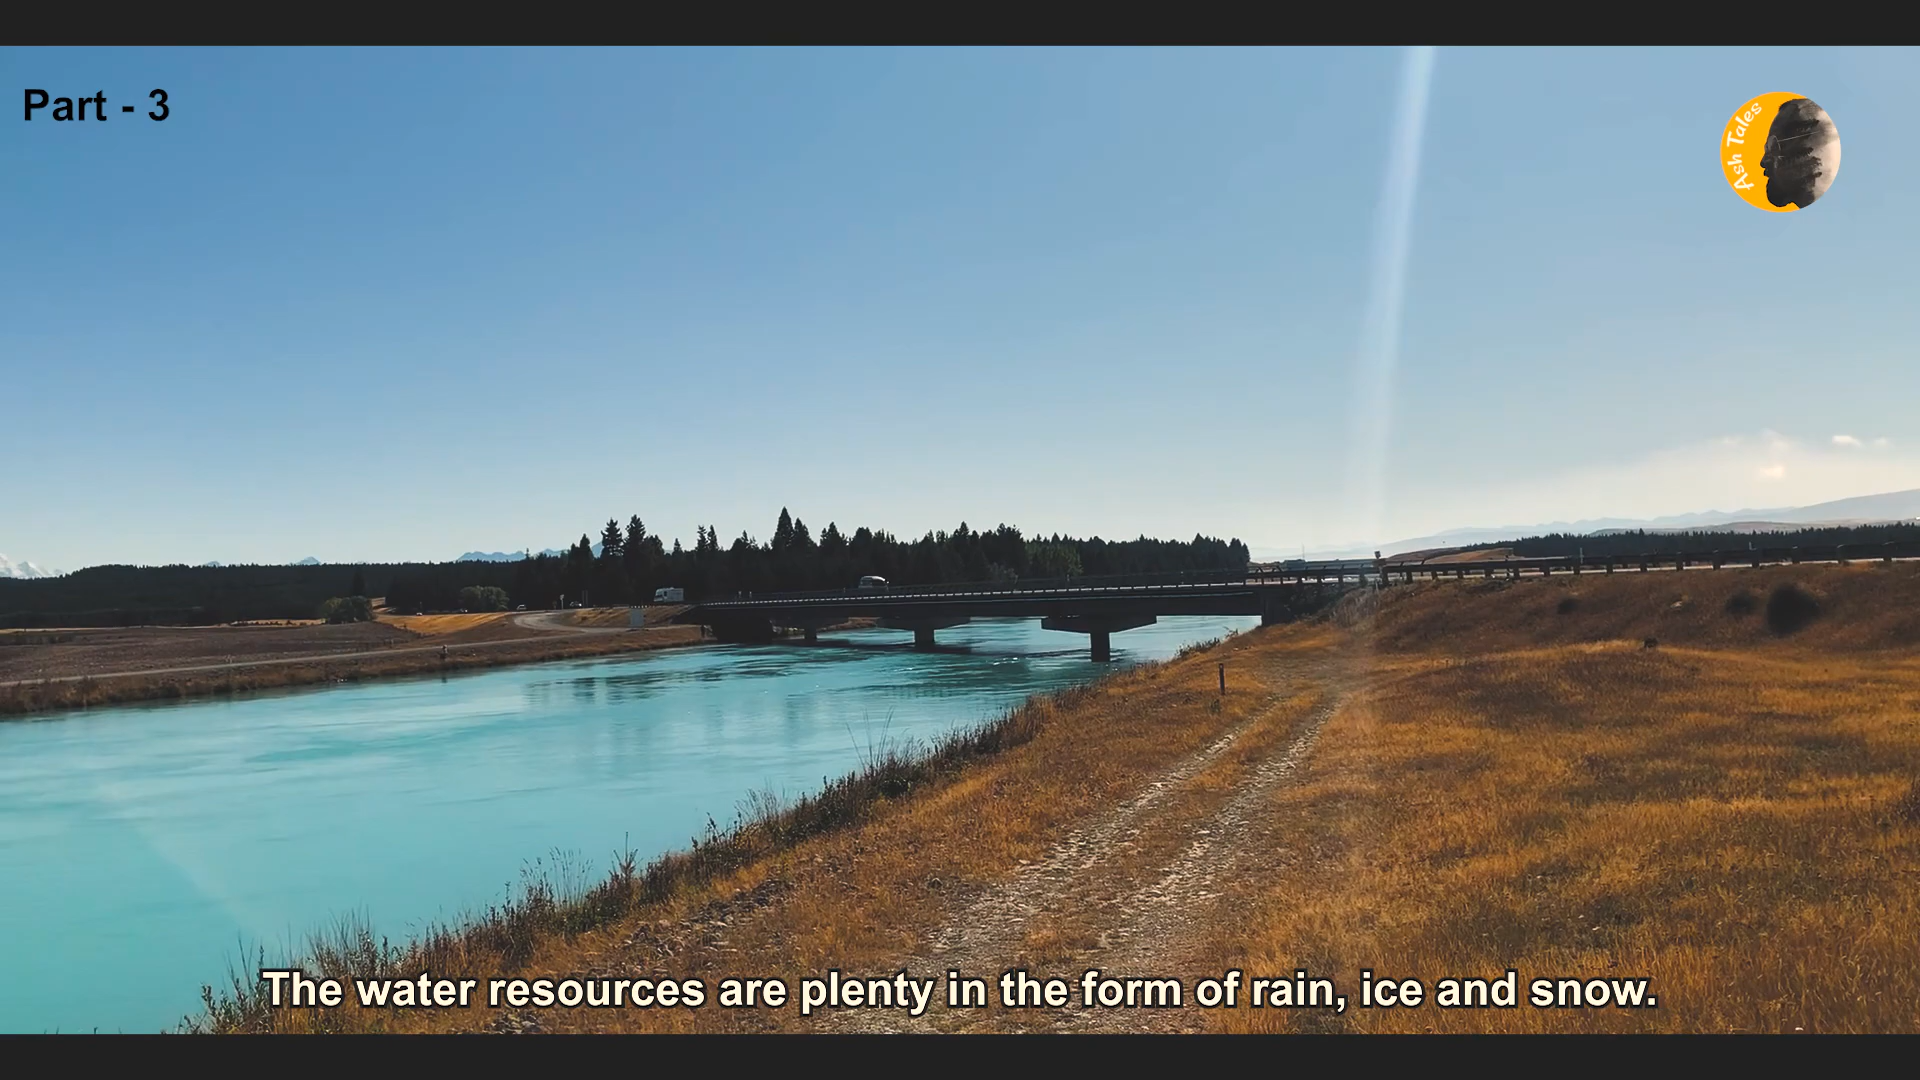 Part - 3
Ash Tales
The water resources are plenty in the form of rain, ice and snow.